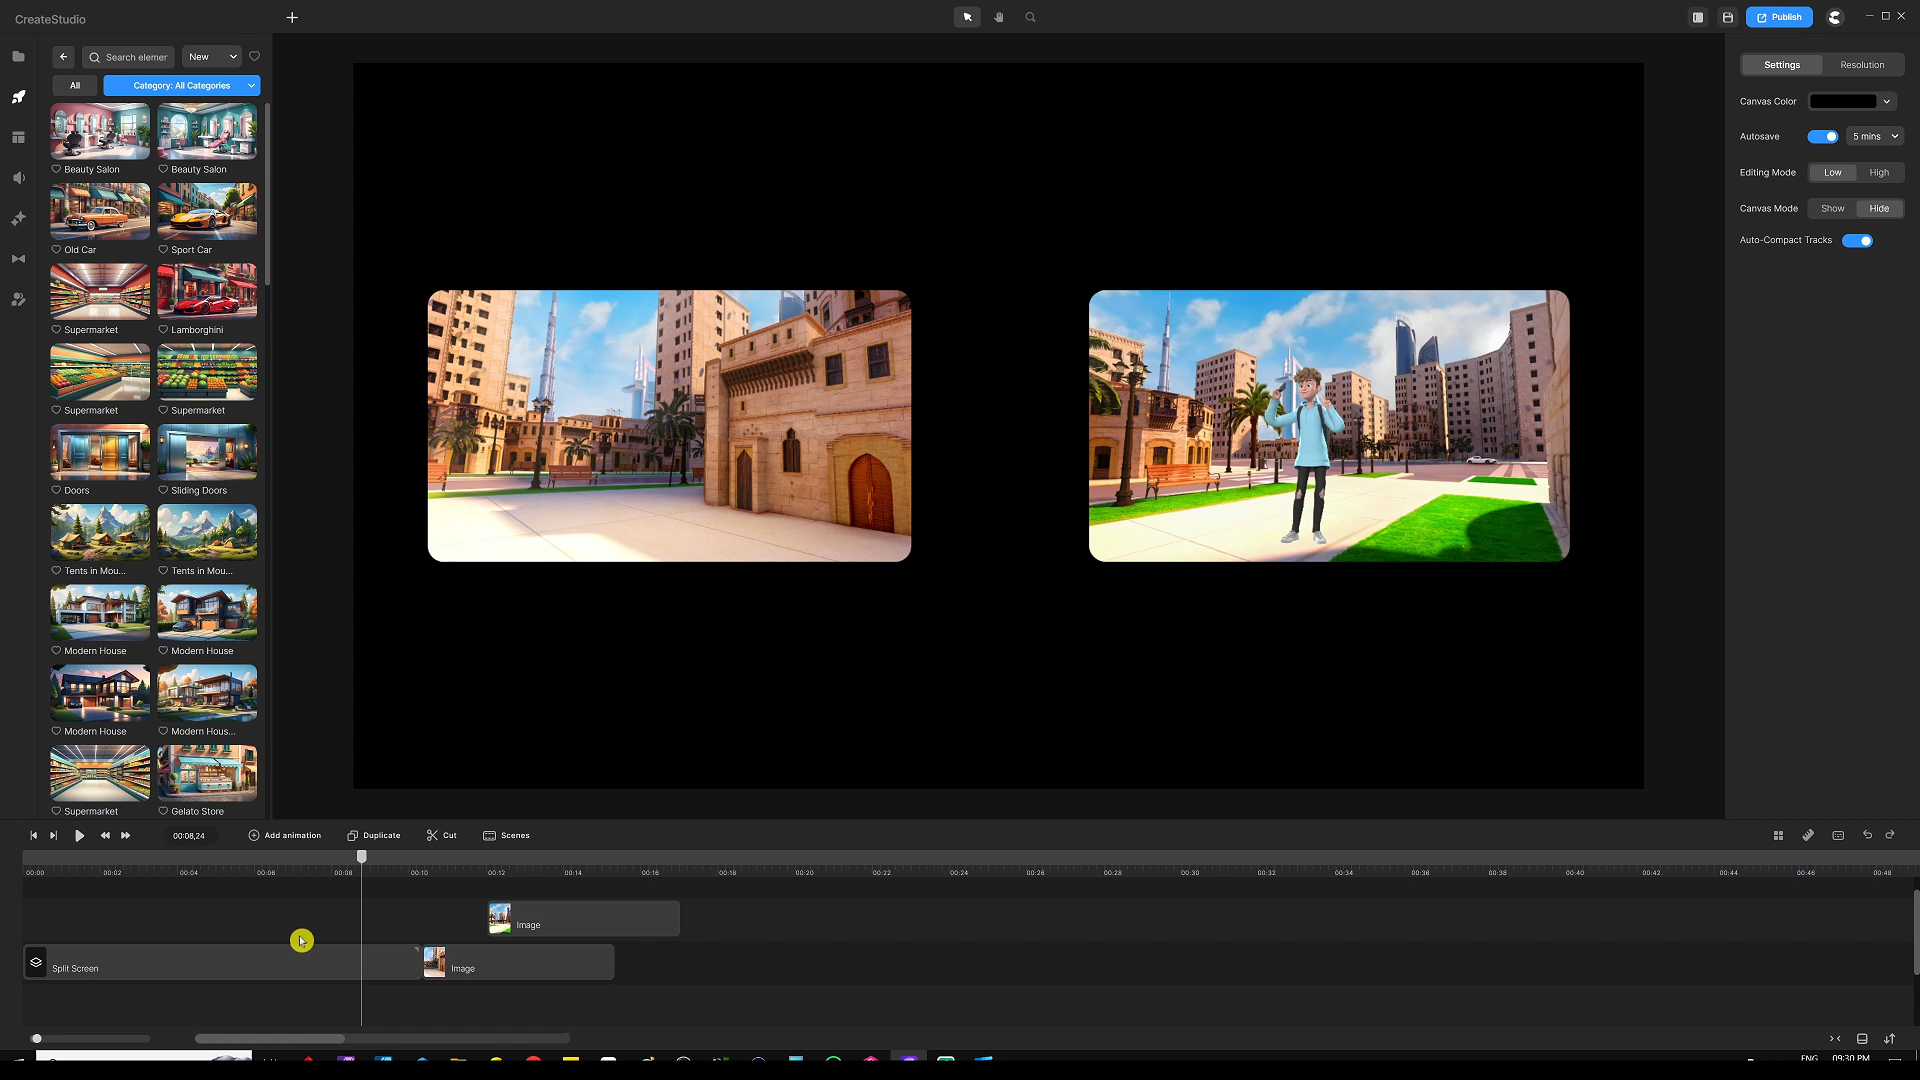 CreateStudio
Publish
Search elemer
New
All
Category: All Categories
Beauty Salon
Beauty Salon
Old Car
Sport Car
Supermarket
Lamborghini
Supermarket
Supermarket
Doors
Sliding Doors
Tents in Mou...
Tents in Mou...
Modern House
Modern House
Modern House
Modern Hous...
Supermarket
Gelato Store
Settings
Resolution
Canvas Color
Autosave
5 mins
Editing Mode
Low
High
Canvas Mode
Show
Hide
Auto-Compact Tracks
00:08,24
Add animation
Duplicate
Cut
Scenes
00:00 00:02 00:04 00:06 00:08 00:10 00:12 00:14 00:16 00:18 00:20 00:22 00:24 00:26 00:28 00:30 00:32 00:34 00:36 00:38 00:40 00:42 00:44 00:46 00:48
Image
Split Screen
Image
ENG
09:30 PM